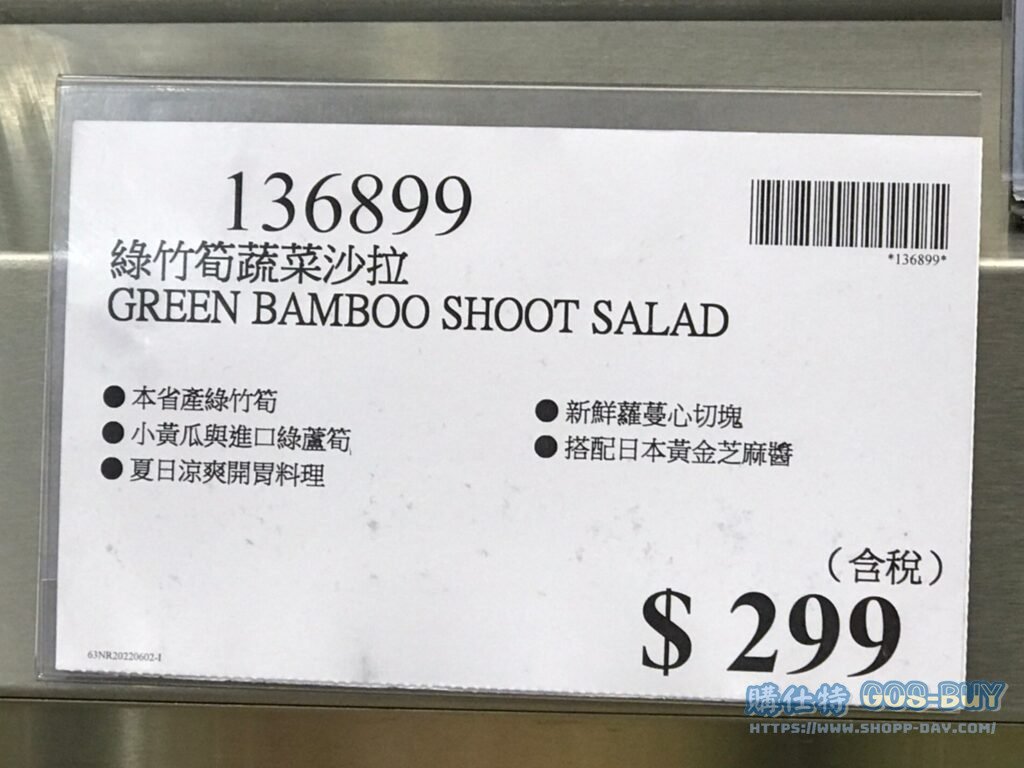 136899
*136899*
綠竹筍蔬菜沙拉
GREEN BAMBOO SHOOT SALAD
●本省產綠竹筍
●小黃瓜與進口綠蘆筍
●夏日涼爽開胃料理
●新鮮蘿蔓心切塊
●搭配日本黃金芝麻醬
（含稅）
$ 299
63NR20220602-1
購仕特 GOS-BUY
HTTPS://WWW.SHOPP-DAY.COM/